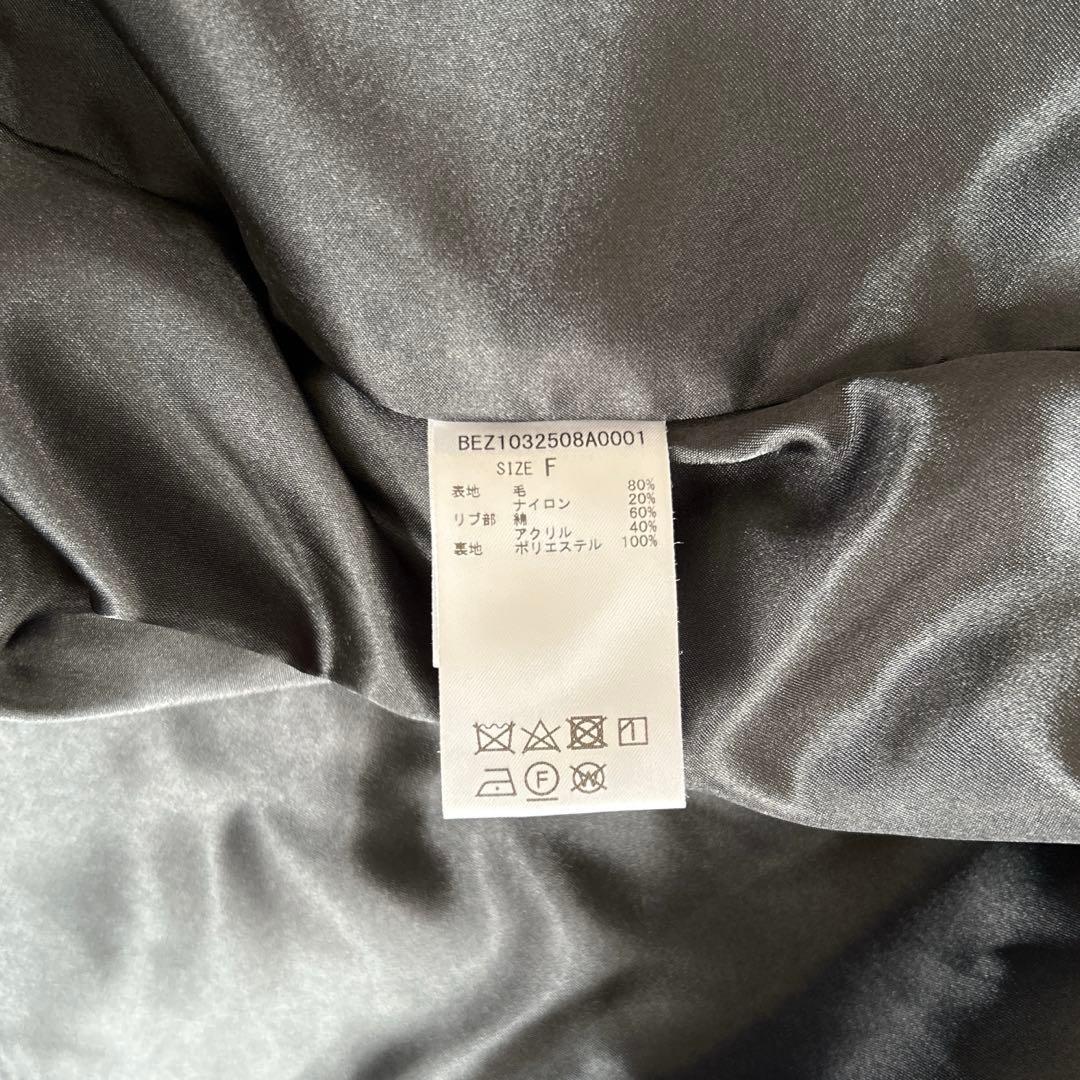 BEZ1032508A0001
SIZE F
表地 毛 80%
ナイロン 20%
リブ部 綿 60%
アクリル 40%
裏地 ポリエステル 100%
F W